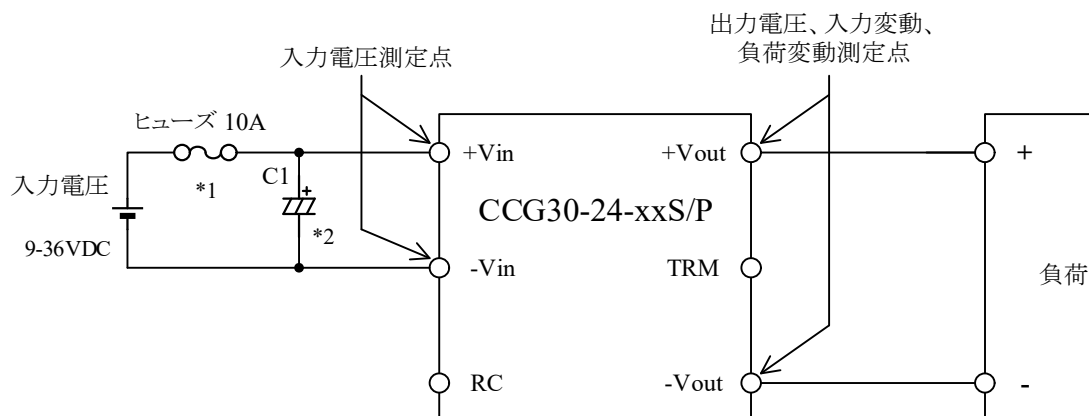 出力電圧、入力変動、
負荷変動測定点
入力電圧測定点
ヒューズ 10A
*1
C1
+
*2
入力電圧
9-36VDC
+Vin
+Vout
+
CCG30-24-xxS/P
-Vin
TRM
負荷
RC
-Vout
-